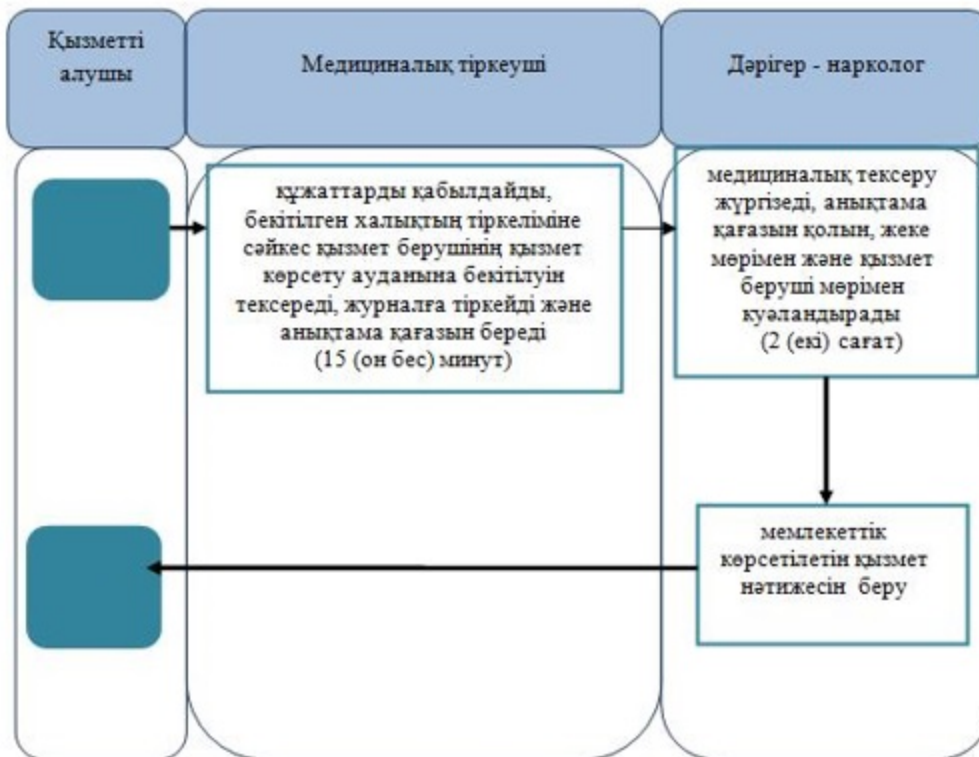 Қызметті
алушы
Медициналық тіркеуші
Дәрігер - нарколог
құжаттарды қабылдайды,
бекітілген халықтың тіркеліміне
сәйкес қызмет берушінің қызмет
көрсету ауданына бекітілуін
тексереді, журналға тіркейді және
анықтама қағазын береді
(15 (он бес) минут)
медициналық тексеру
жүргізеді, анықтама
қағазын қолын, жеке
мөрімен және қызмет
беруші мөрімен
куәландырады
(2 (екі) сағат)
мемлекеттік
көрсетілетін қызмет
нәтижесін беру